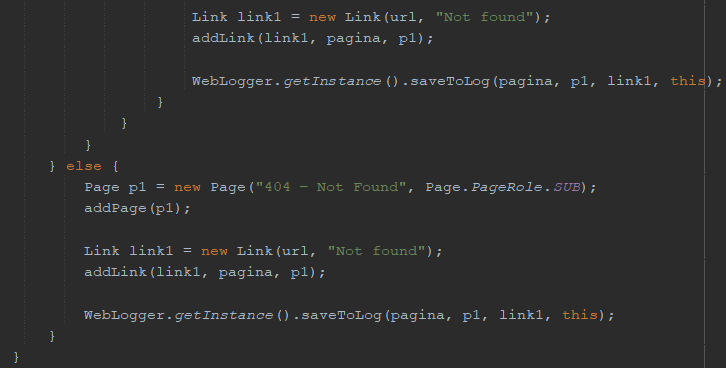 Link link1 = new Link(url, "Not found");
addLink(link1, pagina, p1);
WebLogger.getInstance().saveToLog(pagina, p1, link1, this);
}
}
}
} else {
Page p1 = new Page("404 - Not Found", Page.PageRole.SUB);
addPage(p1);
Link link1 = new Link(url, "Not found");
addLink(link1, pagina, p1);
WebLogger.getInstance().saveToLog(pagina, p1, link1, this);
}
}